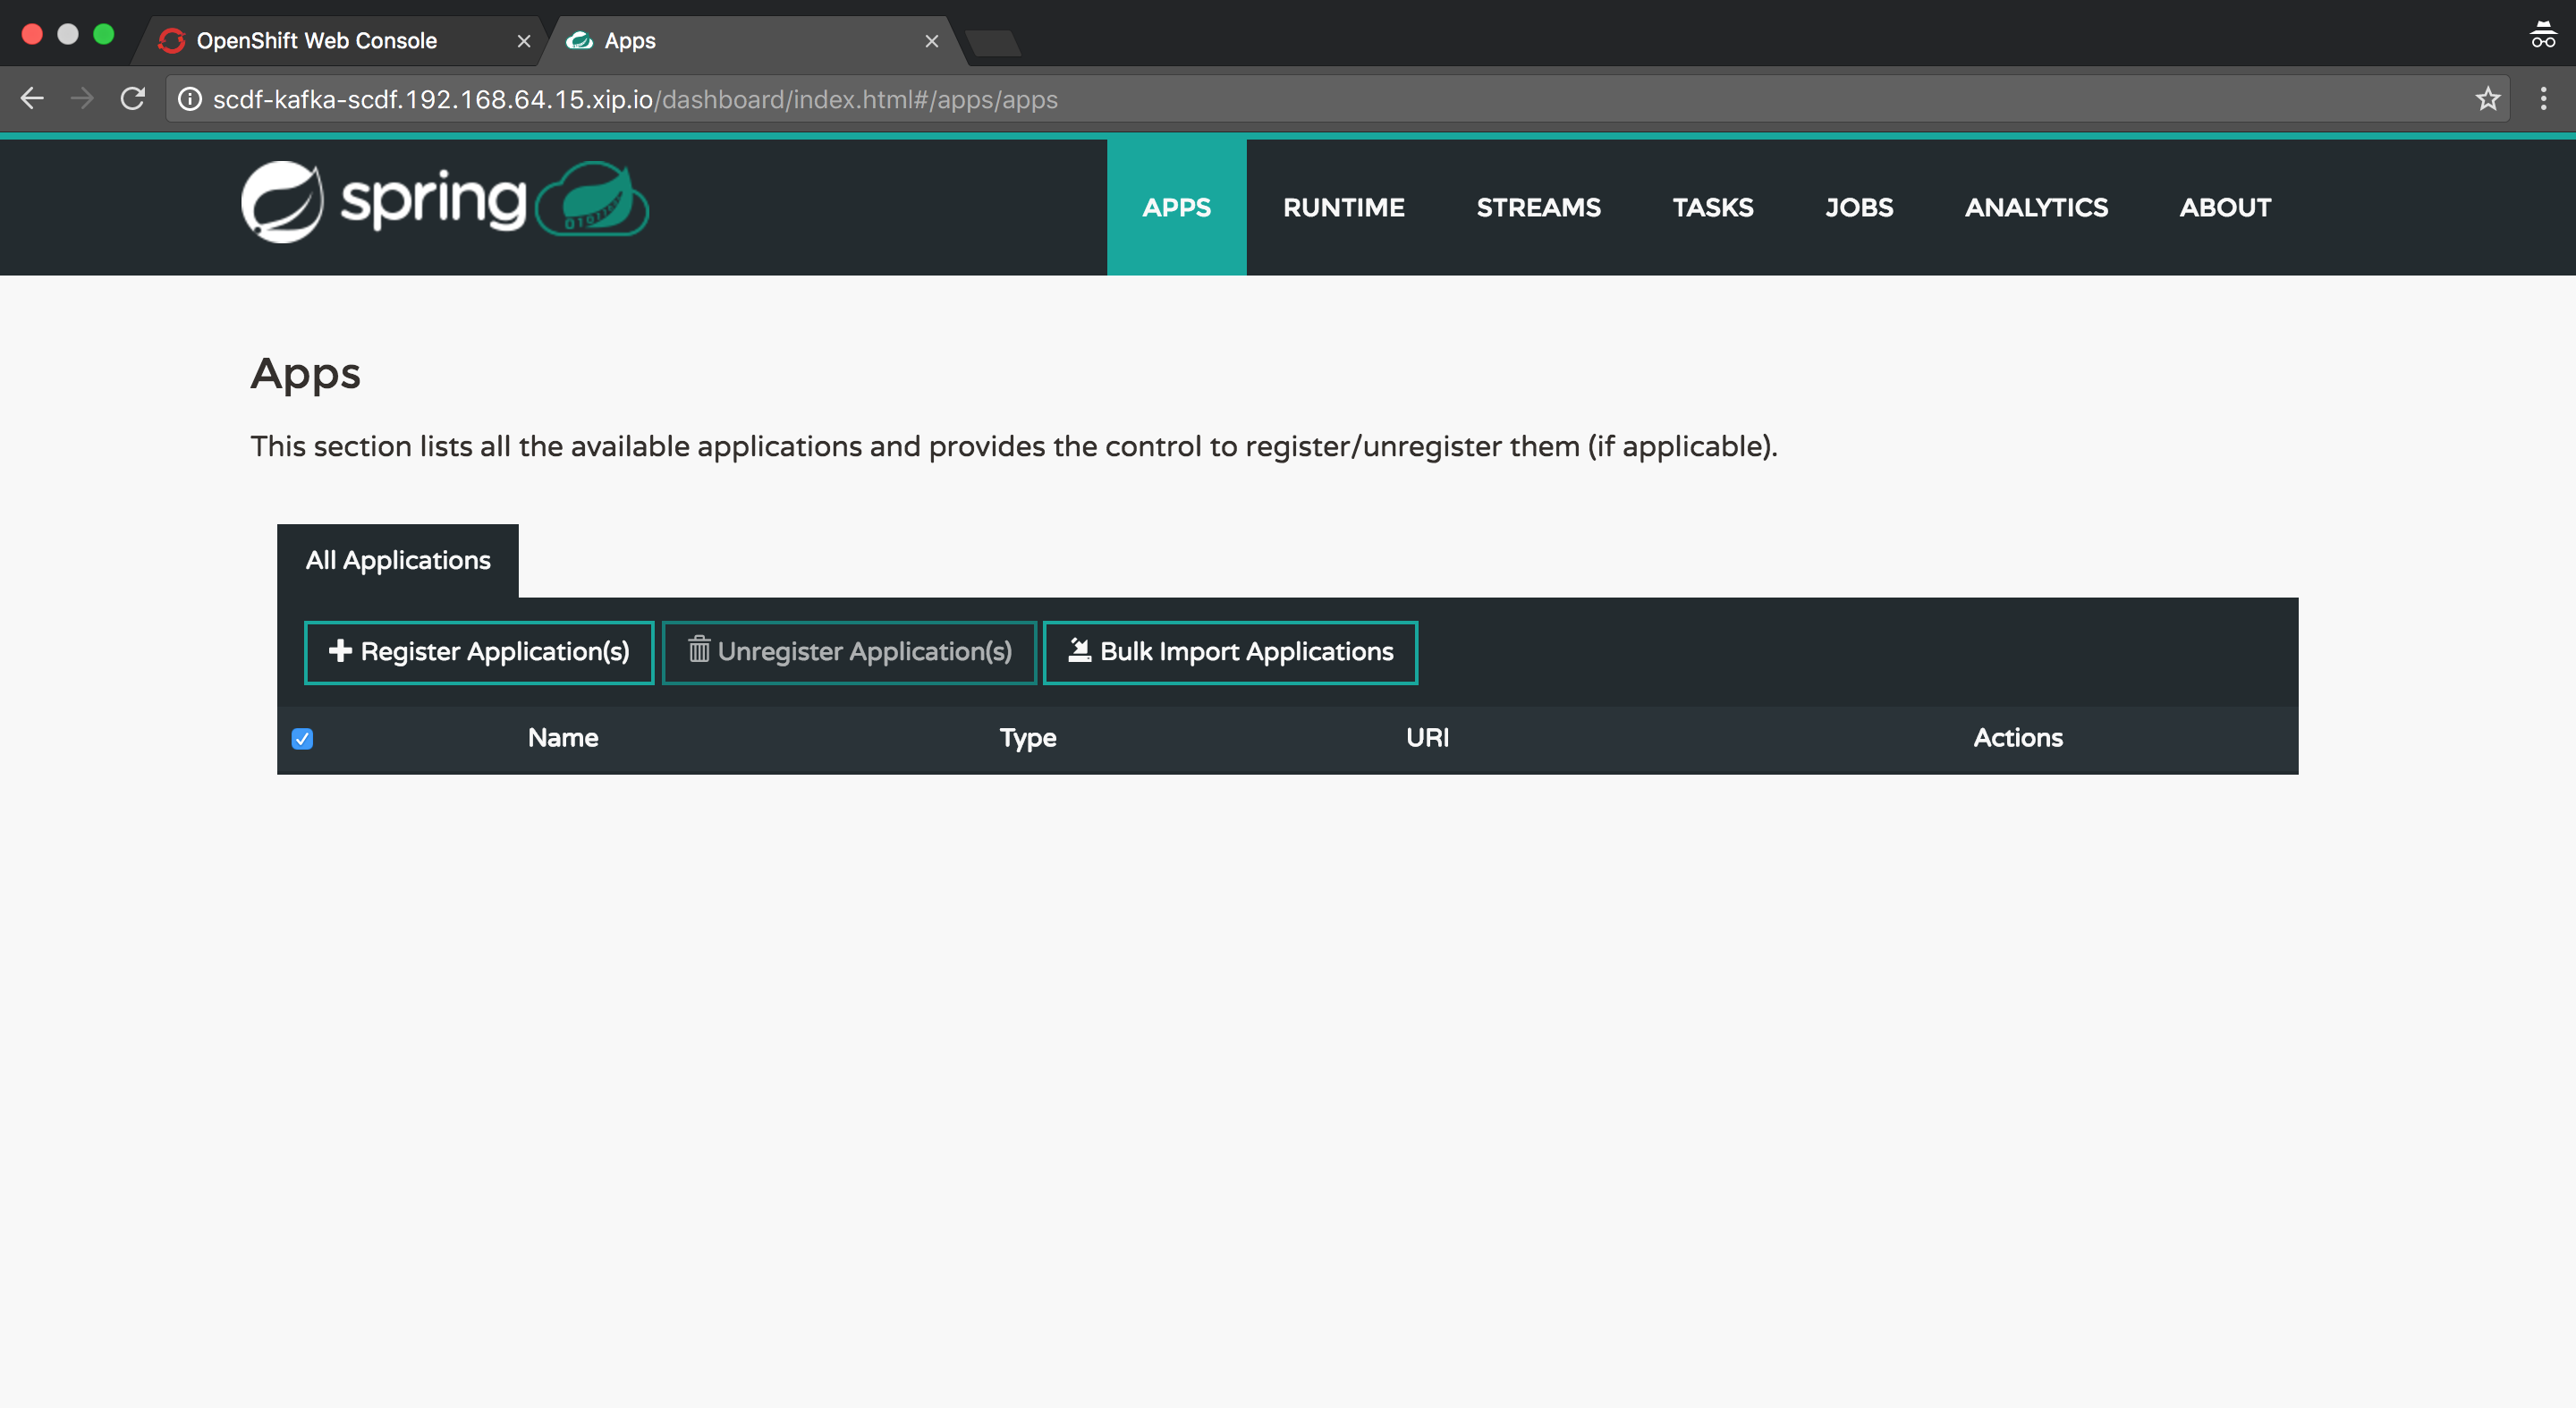 OpenShift Web Console
Apps
scdf-kafka-scdf.192.168.64.15.xip.io/dashboard/index.html#/apps/apps
spring
010111
APPS RUNTIME STREAMS TASKS JOBS ANALYTICS ABOUT
Apps
This section lists all the available applications and provides the control to register/unregister them (if applicable).
All Applications
Register Application(s) Unregister Application(s) Bulk Import Applications
Name Type URI Actions